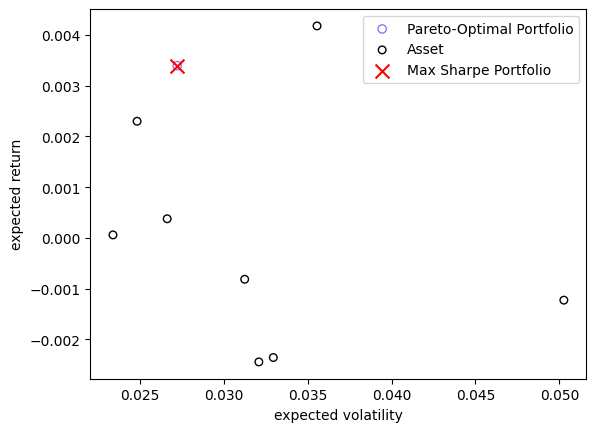 Pareto-Optimal Portfolio
Asset
Max Sharpe Portfolio
expected return
0.004
0.003
0.002
0.001
0.000
−0.001
−0.002
0.025 0.030 0.035 0.040 0.045 0.050
expected volatility